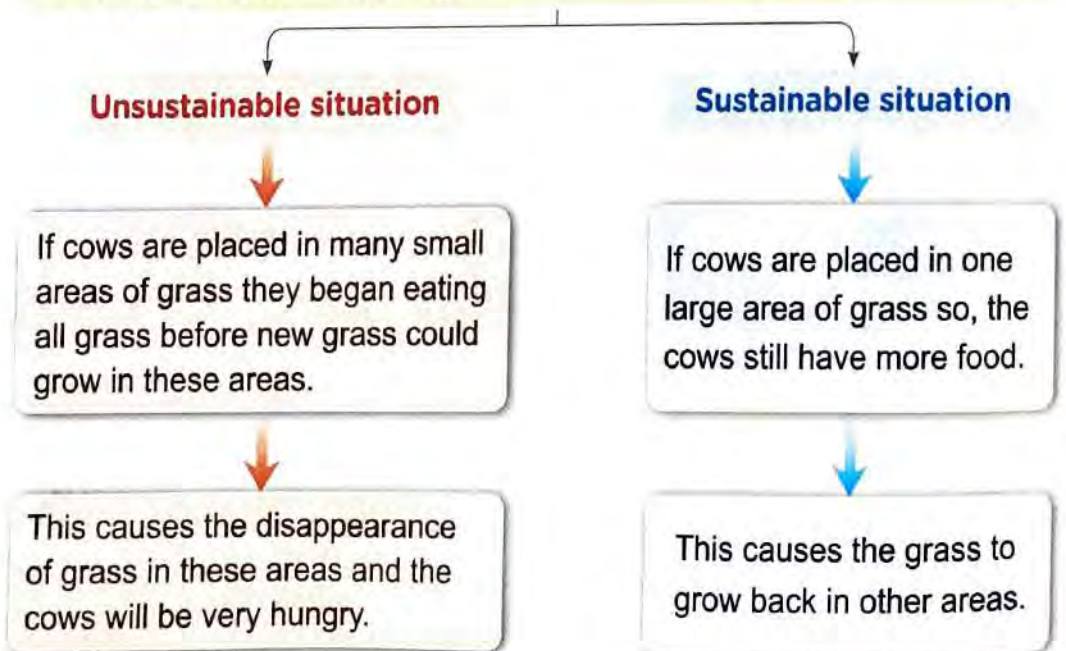 Unsustainable situation
Sustainable situation
If cows are placed in many small
areas of grass they began eating
all grass before new grass could
grow in these areas.
If cows are placed in one
large area of grass so, the
cows still have more food.
This causes the disappearance
of grass in these areas and the
cows will be very hungry.
This causes the grass to
grow back in other areas.